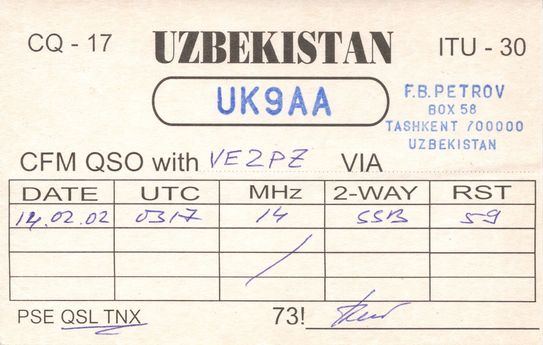 CQ - 17 UZBEKISTAN ITU - 30
UK9AA
F.B. PETROV
BOX 58
TASHKENT 700000
UZBEKISTAN
CFM QSO with VE2PZ VIA
DATE UTC MHz 2-WAY RST
14.02.02 0317 14 SSB 59
PSE QSL TNX 73!